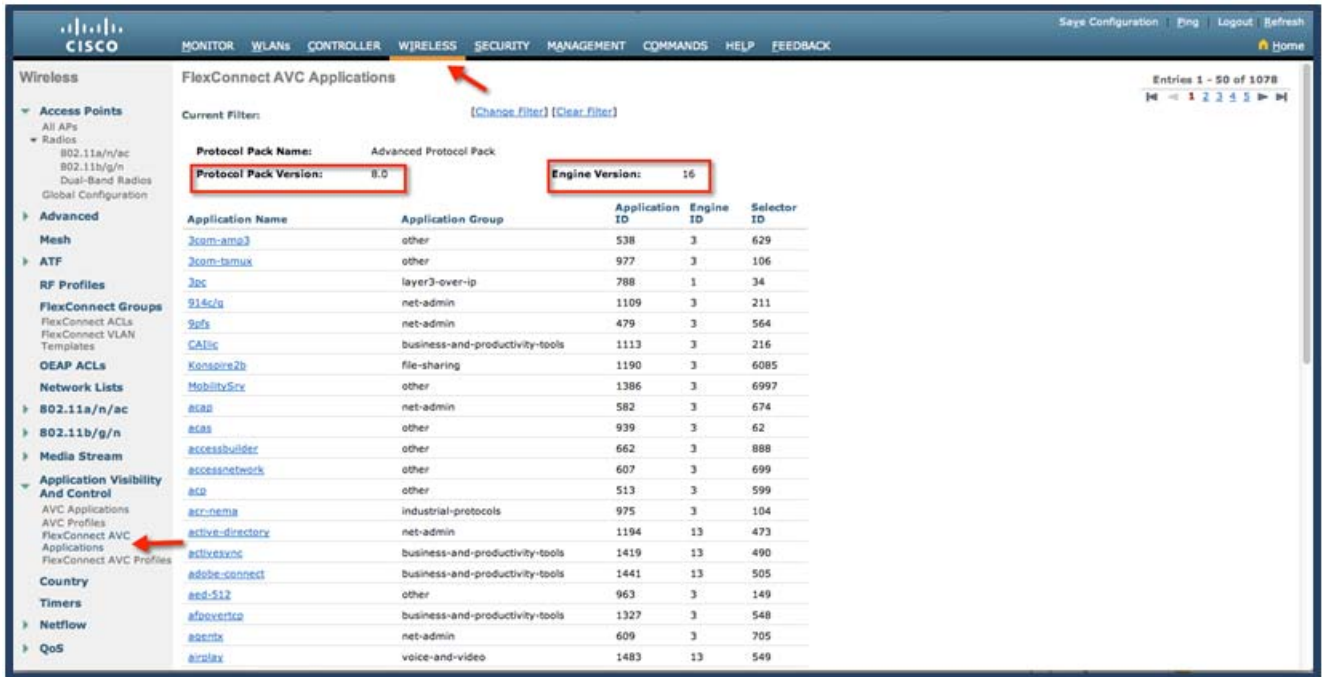 Save Configuration Ping Logout Refresh
CISCO MONITOR WLANs CONTROLLER WIRELESS SECURITY MANAGEMENT COMMANDS HELP FEEDBACK Home
Wireless
Access Points
All APs
Radios
802.11a/n/ac
802.11b/g/n
Dual-Band Radios
Global Configuration
Advanced
Mesh
ATF
RF Profiles
FlexConnect Groups
FlexConnect ACLs
FlexConnect VLAN
Templates
OEAP ACLs
Network Lists
802.11a/n/ac
802.11b/g/n
Media Stream
Application Visibility
And Control
AVC Applications
AVC Profiles
FlexConnect AVC
Applications
FlexConnect AVC Profiles
Country
Timers
Netflow
QoS
FlexConnect AVC Applications
Entries 1 - 50 of 1078
1 2 3 4 5
Current Filter: [Change Filter] [Clear Filter]
Protocol Pack Name: Advanced Protocol Pack
Protocol Pack Version: 8.0 Engine Version: 16
Application Name Application Group Application ID Engine ID Selector ID
3com-amp3 other 538 3 629
3com-tsmux other 977 3 106
3pc layer3-over-ip 788 1 34
914c/g net-admin 1109 3 211
9pfs net-admin 479 3 564
CAIlic business-and-productivity-tools 1113 3 216
Konspire2b file-sharing 1190 3 6085
MobilitySrv other 1386 3 6997
acap net-admin 582 3 674
acas other 939 3 62
accessbuilder other 662 3 888
accessnetwork other 607 3 699
acp other 513 3 599
acr-nema industrial-protocols 975 3 104
active-directory net-admin 1194 13 473
activesync business-and-productivity-tools 1419 13 490
adobe-connect business-and-productivity-tools 1441 13 505
aed-512 other 963 3 149
afpovertcp business-and-productivity-tools 1327 3 548
agentx net-admin 609 3 705
airplay voice-and-video 1483 13 549